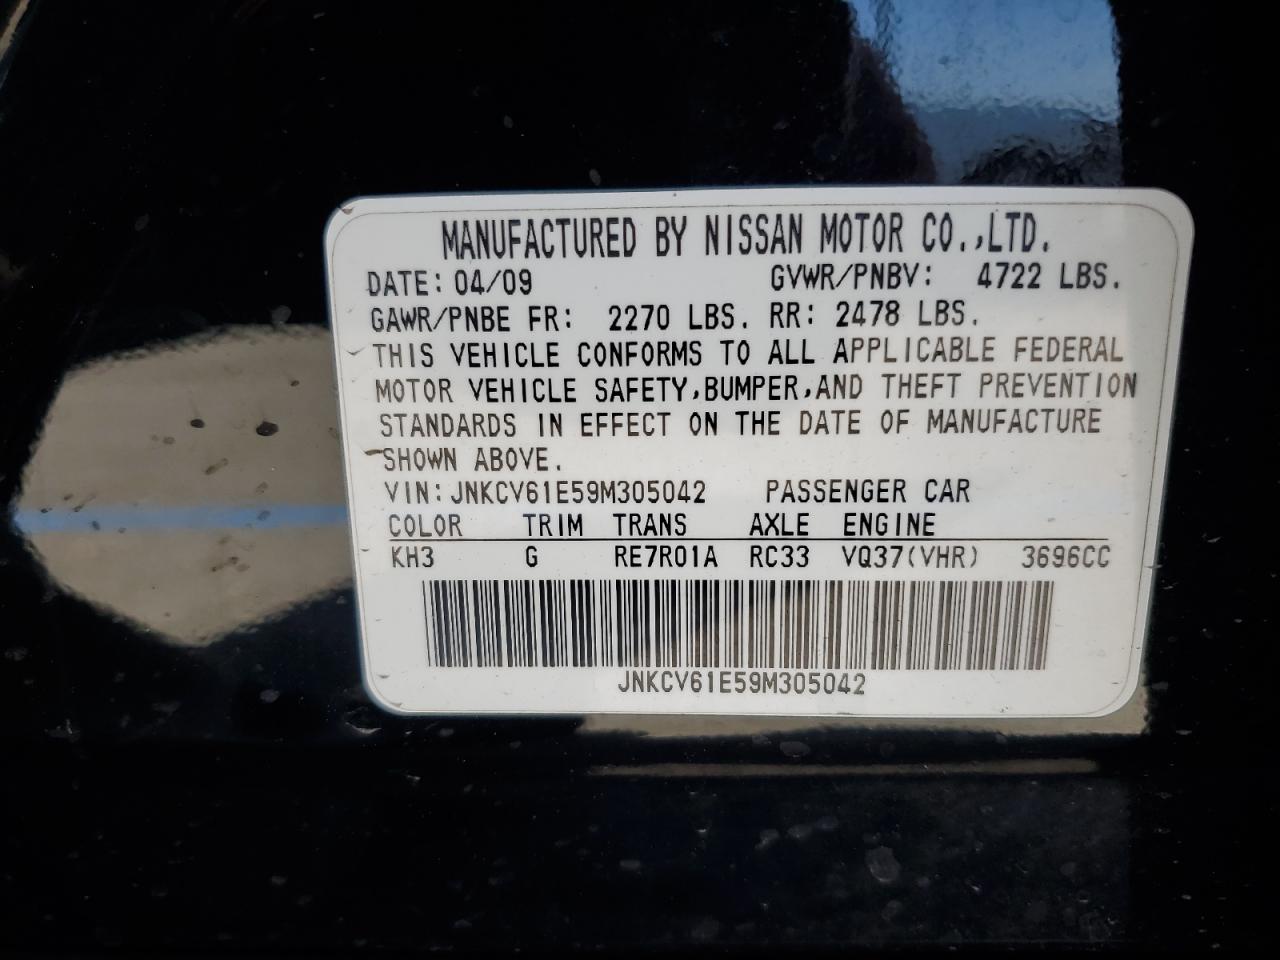 MANUFACTURED BY NISSAN MOTOR CO.,LTD.
DATE: 04/09 GVWR/PNBV: 4722 LBS.
GAWR/PNBE FR: 2270 LBS. RR: 2478 LBS.
THIS VEHICLE CONFORMS TO ALL APPLICABLE FEDERAL
MOTOR VEHICLE SAFETY,BUMPER,AND THEFT PREVENTION
STANDARDS IN EFFECT ON THE DATE OF MANUFACTURE
SHOWN ABOVE.
VIN: JNKCV61E59M305042 PASSENGER CAR
COLOR TRIM TRANS AXLE ENGINE
KH3 G RE7R01A RC33 VQ37(VHR) 3696CC
JNKCV61E59M305042